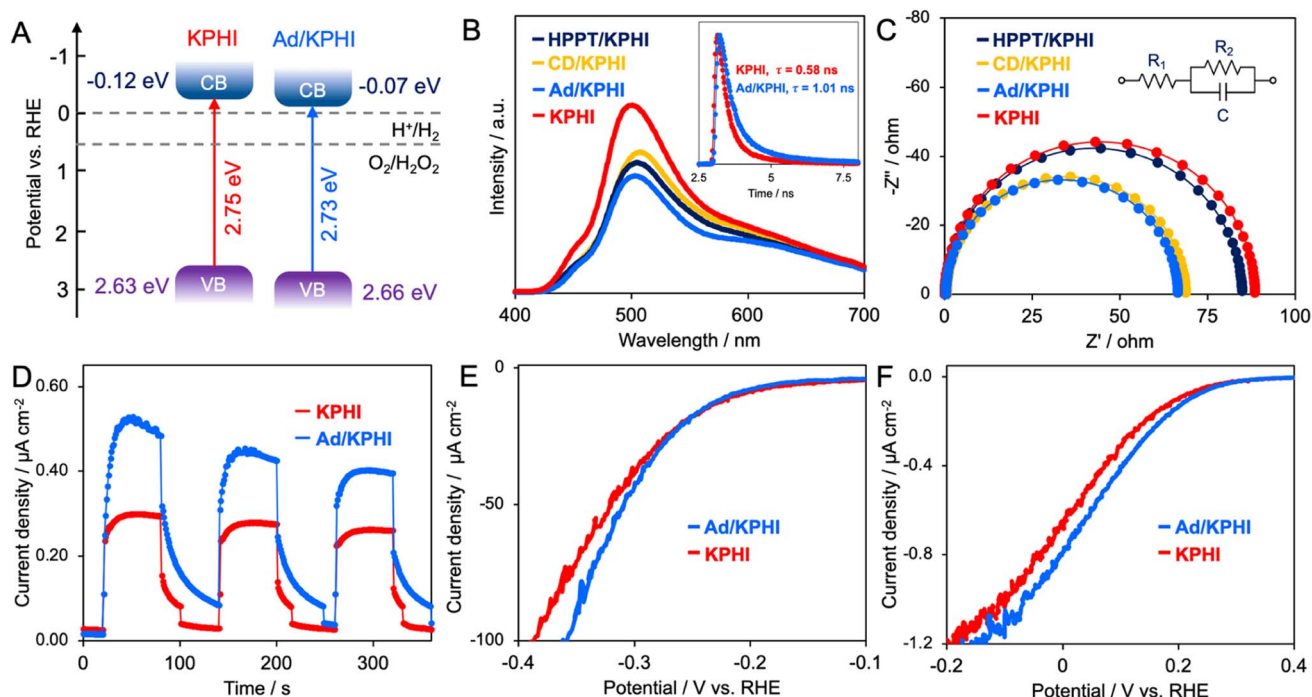 A
KPHI
Ad/KPHI
Potential vs. RHE
-1
0
1
2
3
-0.12 eV
CB
CB
-0.07 eV
H⁺/H₂
O₂/H₂O₂
2.75 eV
2.73 eV
2.63 eV
VB
VB
2.66 eV
B
HPPT/KPHI
CD/KPHI
Ad/KPHI
KPHI
Intensity / a.u.
400
500
600
700
Wavelength / nm
KPHI, τ = 0.58 ns
Ad/KPHI, τ = 1.01 ns
2.5
5
7.5
Time / ns
C
HPPT/KPHI
CD/KPHI
Ad/KPHI
KPHI
R₁
R₂
C
-Z'' / ohm
-80
-60
-40
-20
0
0
25
50
75
100
Z' / ohm
D
KPHI
Ad/KPHI
Current density / µA cm⁻²
0.60
0.40
0.20
0.00
0
100
200
300
Time / s
E
Ad/KPHI
KPHI
Current density / µA cm⁻²
0
-50
-100
-0.4
-0.3
-0.2
-0.1
Potential / V vs. RHE
F
Ad/KPHI
KPHI
Current density / µA cm⁻²
0.0
-0.4
-0.8
-1.2
-0.2
0
0.2
0.4
Potential / V vs. RHE